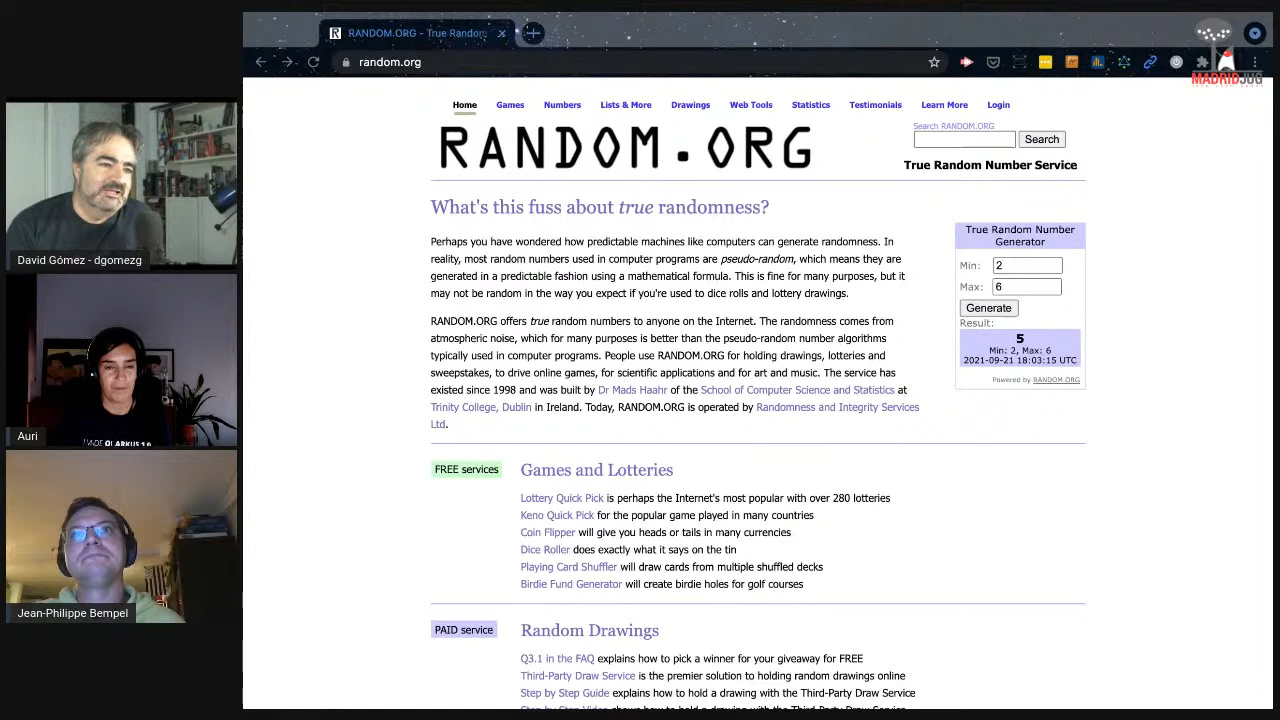 RANDOM.ORG - True Random
random.org
MADRIDJUG
Home Games Numbers Lists & More Drawings Web Tools Statistics Testimonials Learn More Login
RANDOM.ORG
Search RANDOM.ORG
Search
True Random Number Service
What's this fuss about true randomness?
Perhaps you have wondered how predictable machines like computers can generate randomness. In
reality, most random numbers used in computer programs are pseudo-random, which means they are
generated in a predictable fashion using a mathematical formula. This is fine for many purposes, but it
may not be random in the way you expect if you're used to dice rolls and lottery drawings.
RANDOM.ORG offers true random numbers to anyone on the Internet. The randomness comes from
atmospheric noise, which for many purposes is better than the pseudo-random number algorithms
typically used in computer programs. People use RANDOM.ORG for holding drawings, lotteries and
sweepstakes, to drive online games, for scientific applications and for art and music. The service has
existed since 1998 and was built by Dr Mads Haahr of the School of Computer Science and Statistics at
Trinity College, Dublin in Ireland. Today, RANDOM.ORG is operated by Randomness and Integrity Services
Ltd.
True Random Number
Generator
Min: 2
Max: 6
Generate
Result:
5
Min: 2, Max: 6
2021-09-21 18:03:15 UTC
Powered by RANDOM.ORG
FREE services
Games and Lotteries
Lottery Quick Pick is perhaps the Internet's most popular with over 280 lotteries
Keno Quick Pick for the popular game played in many countries
Coin Flipper will give you heads or tails in many currencies
Dice Roller does exactly what it says on the tin
Playing Card Shuffler will draw cards from multiple shuffled decks
Birdie Fund Generator will create birdie holes for golf courses
PAID service
Random Drawings
Q3.1 in the FAQ explains how to pick a winner for your giveaway for FREE
Third-Party Draw Service is the premier solution to holding random drawings online
Step by Step Guide explains how to hold a drawing with the Third-Party Draw Service
Step by Step Video shows how to hold a drawing with the Third-Party Draw Service
David Gómez - dgomezg
Auri
Jean-Philippe Bempel